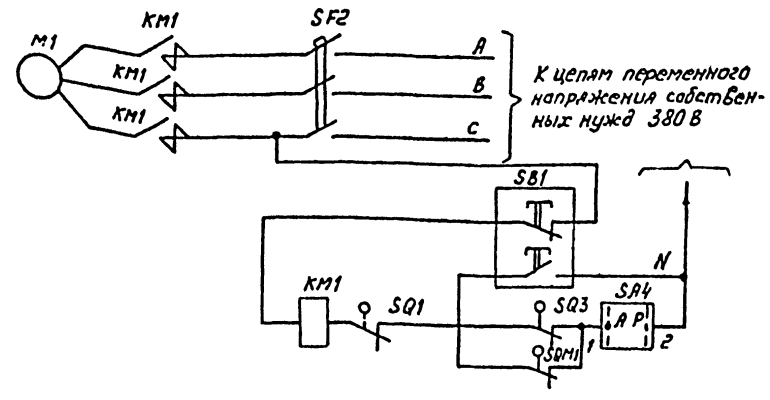 M1
KM1
SF2
A
KM1
B
KM1
C
К цепям переменного
напряжения собствен-
ных нужд 380 В
SB1
N
KM1
SQ1
SQ3
SA4
A P
1
2
SQM1